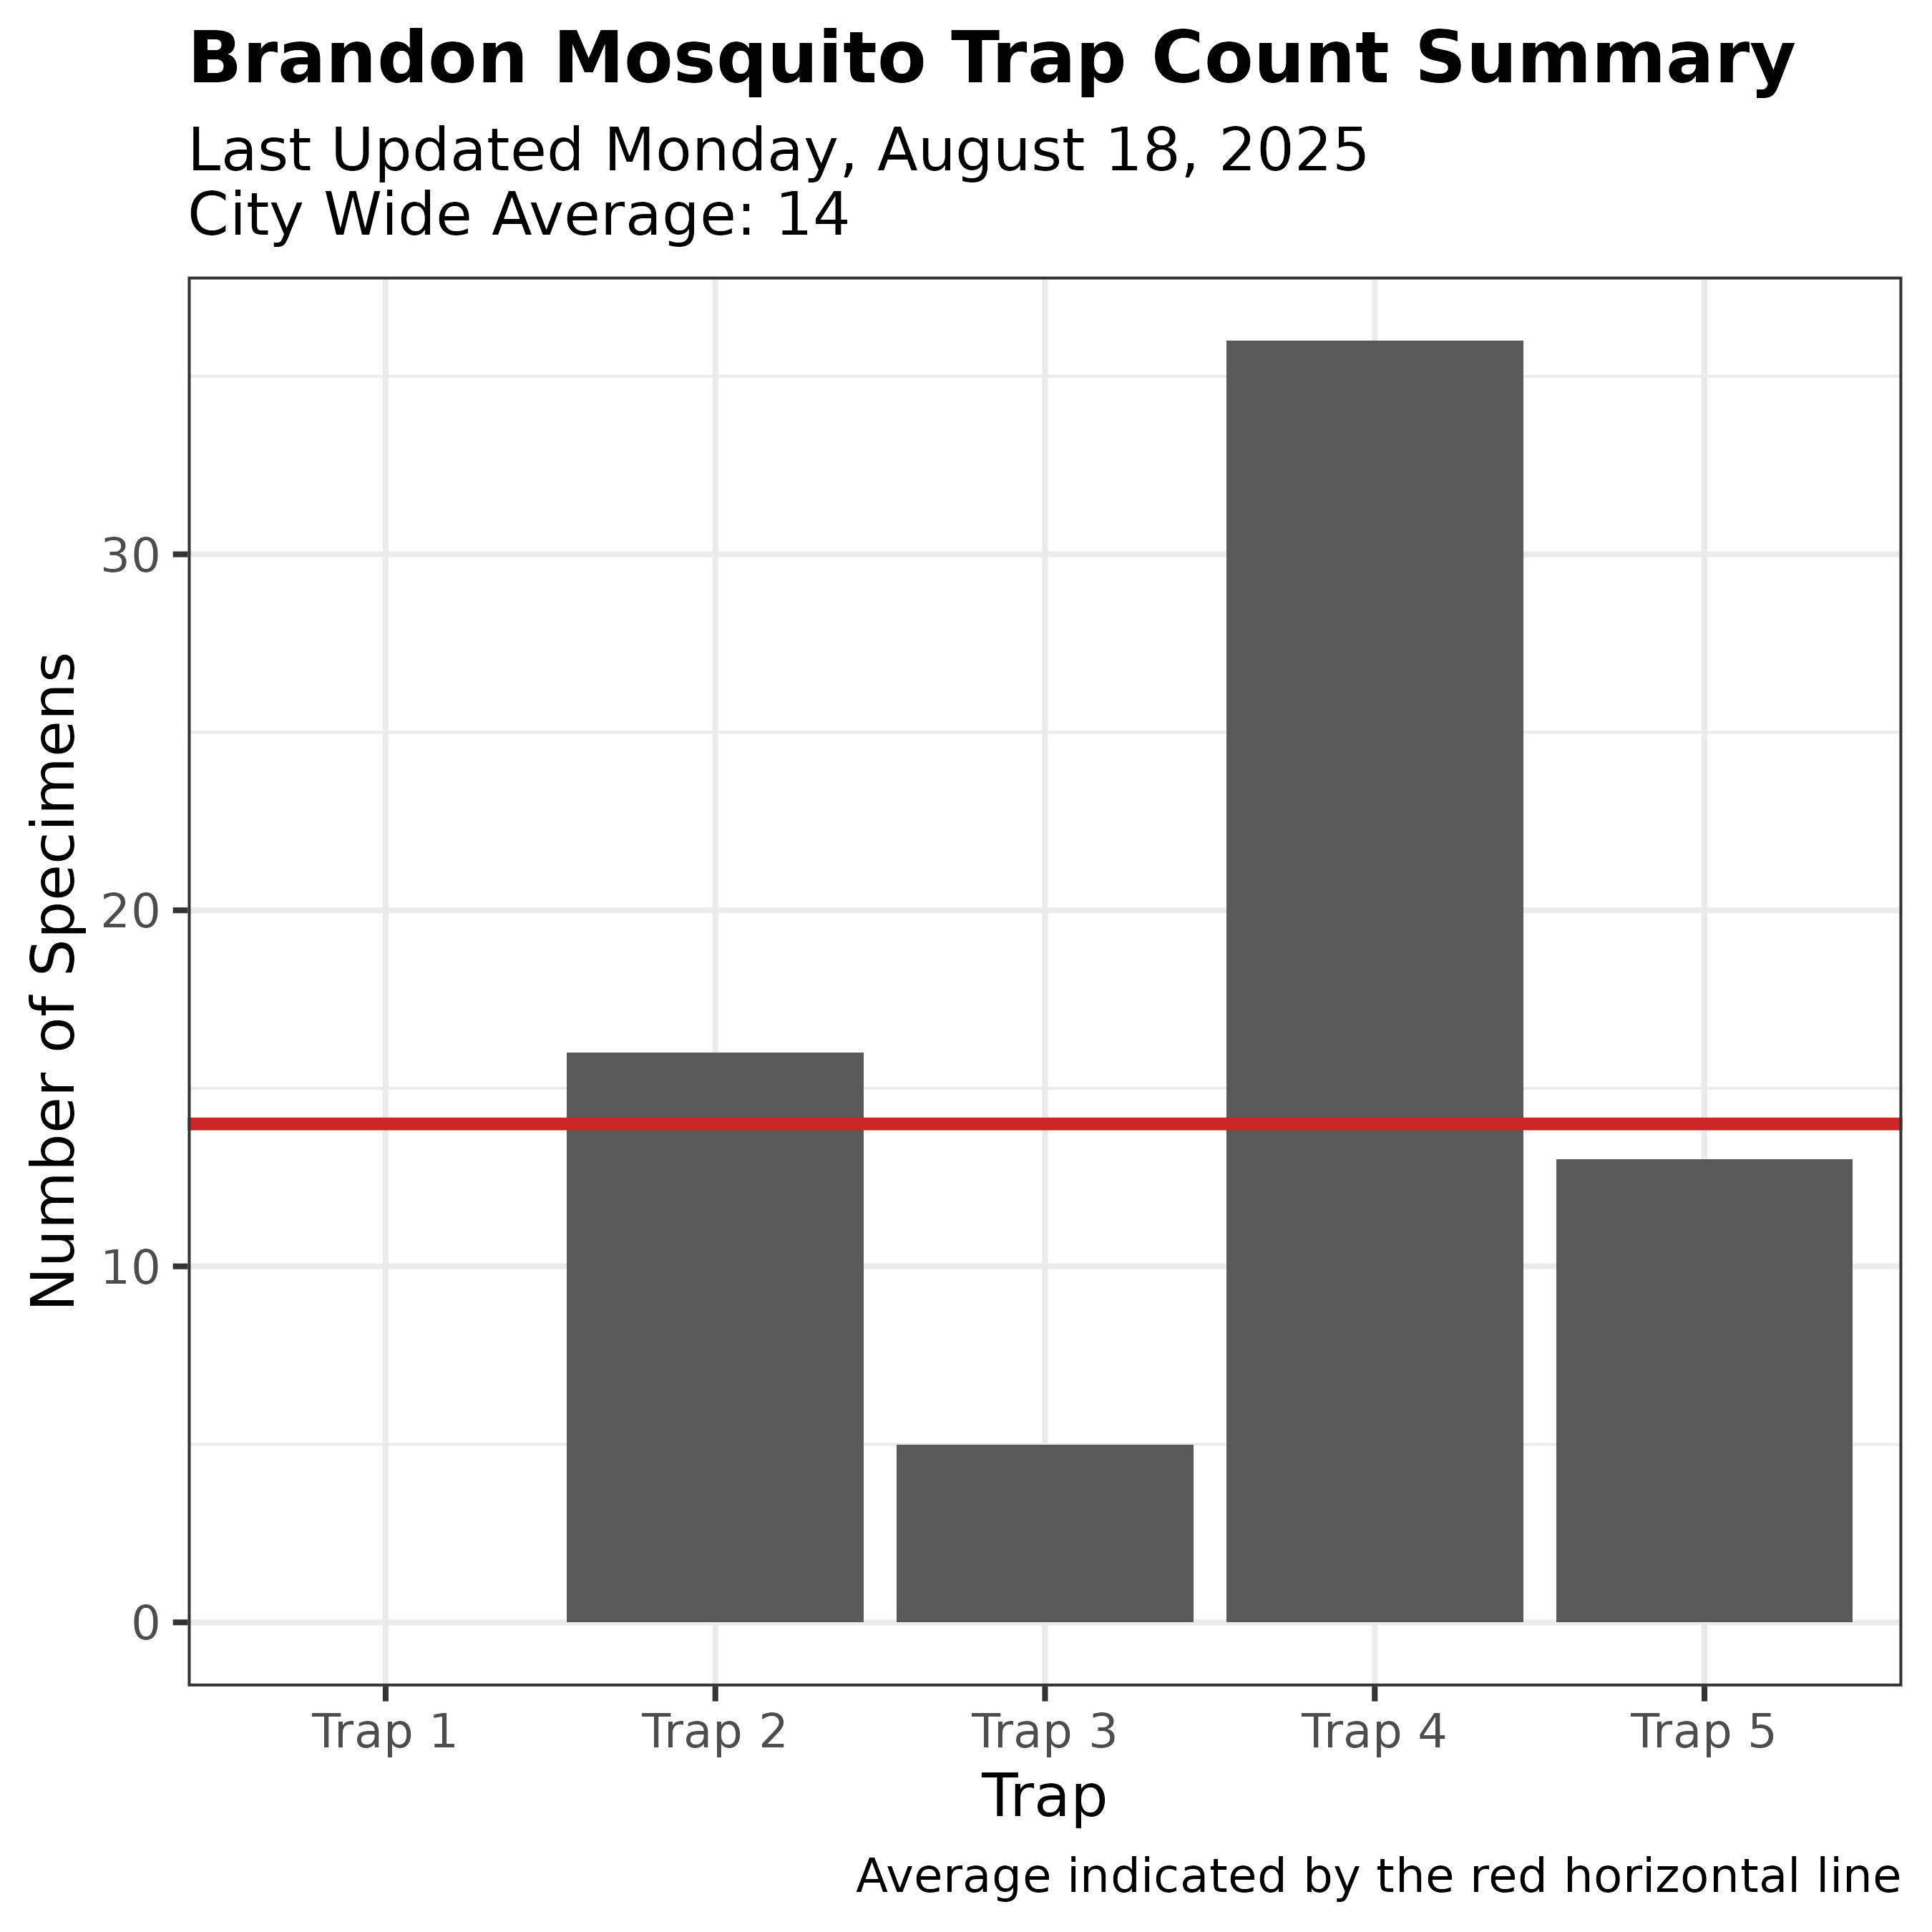 Brandon Mosquito Trap Count Summary
Last Updated Monday, August 18, 2025
City Wide Average: 14
Number of Specimens
30
20
10
0
Trap 1 Trap 2 Trap 3 Trap 4 Trap 5
Trap
Average indicated by the red horizontal line